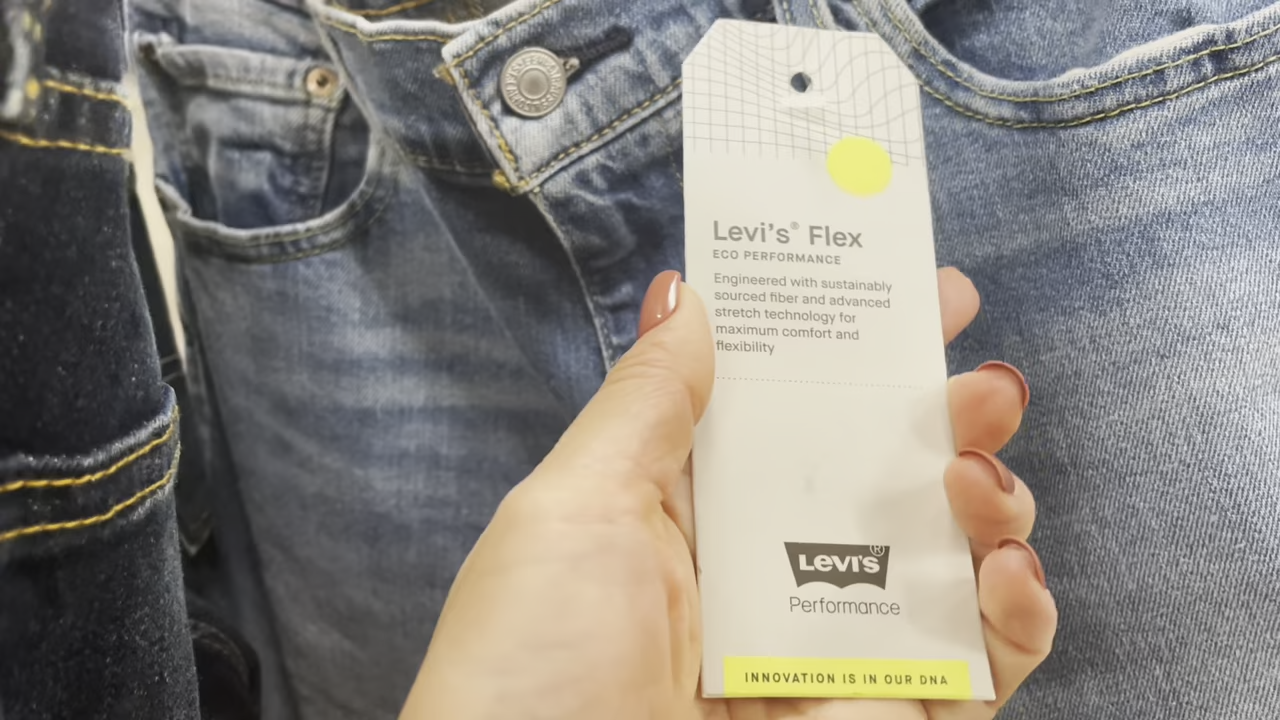 Levi's® Flex
ECO PERFORMANCE
Engineered with sustainably
sourced fiber and advanced
stretch technology for
maximum comfort and
flexibility
LEVI'S®
Performance
INNOVATION IS IN OUR DNA